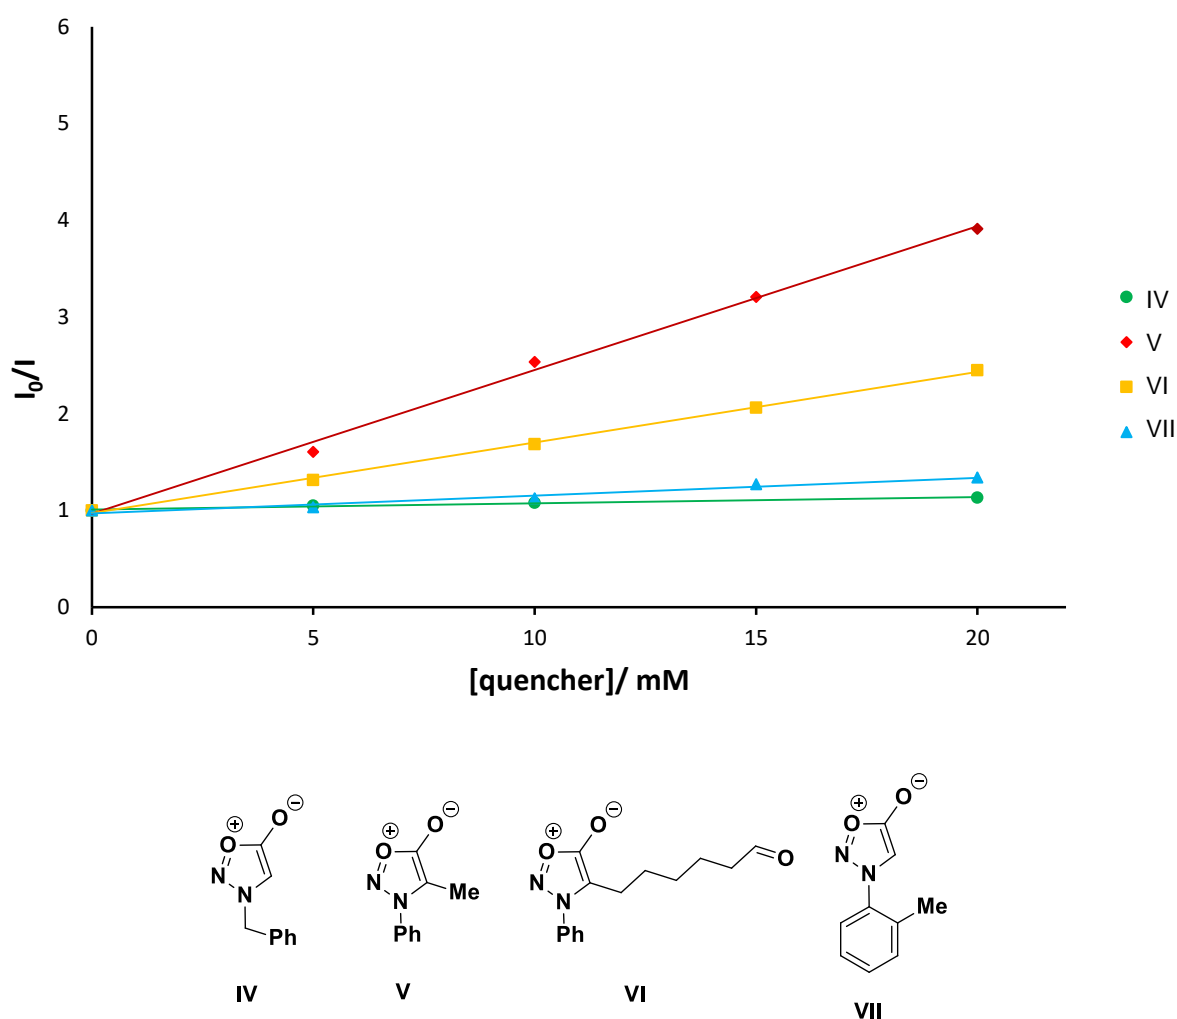 6
5
4
3
2
1
0
I₀/I
0 5 10 15 20
[quencher]/ mM
IV
V
VI
VII
O ⊕ O ⊖ N N Ph
IV
O ⊕ O ⊖ N N Me Ph
V
O ⊕ O ⊖ N N O Ph
VI
O ⊕ O ⊖ N N Me
VII